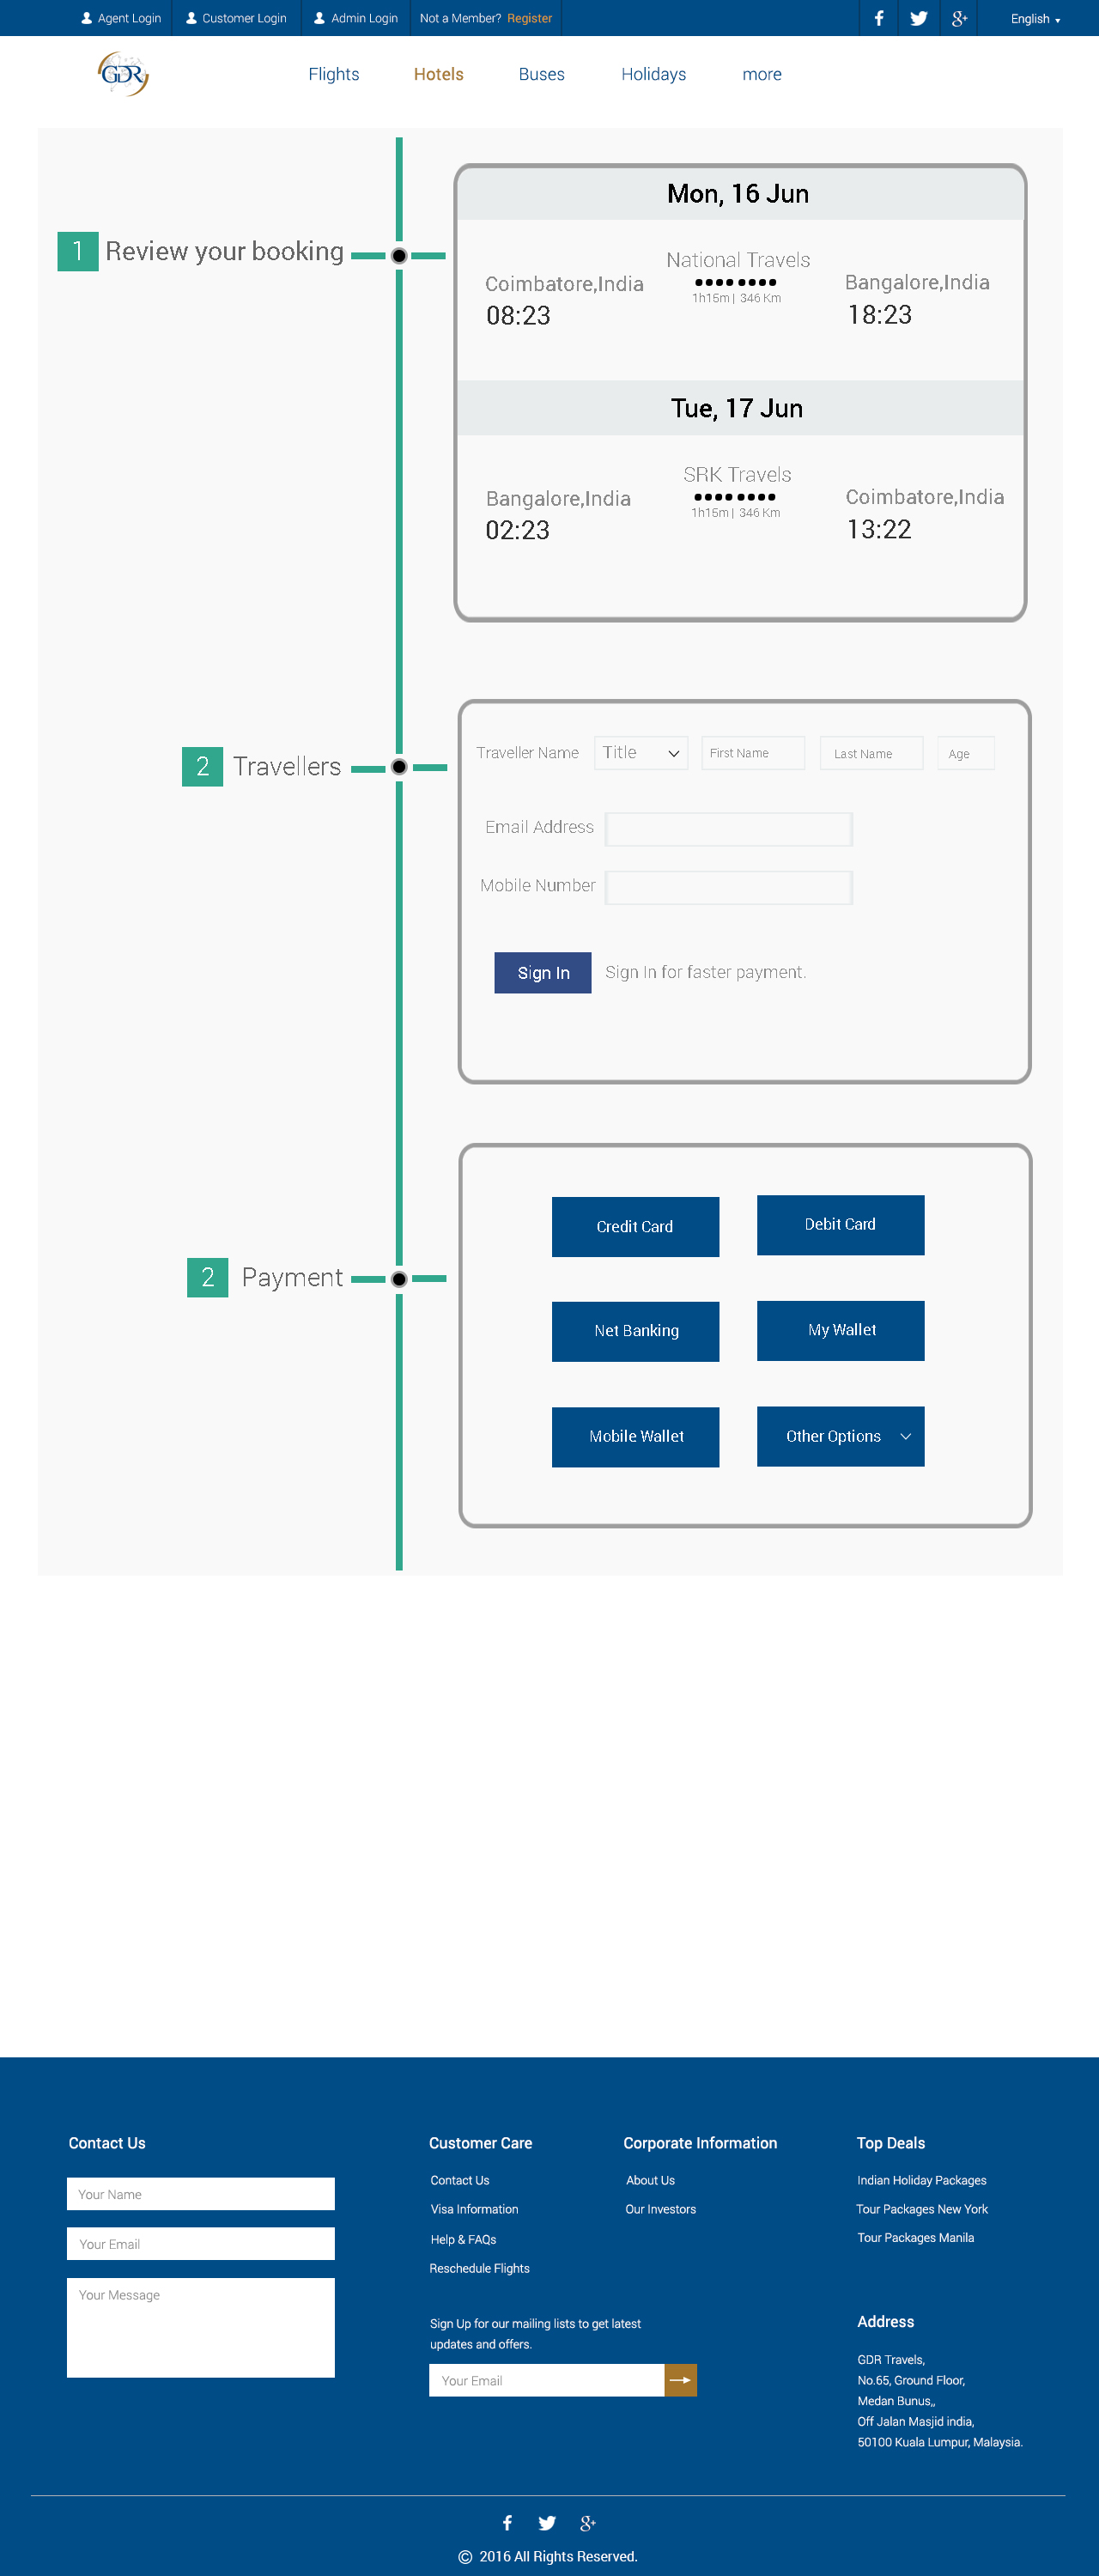 Agent Login Customer Login Admin Login Not a Member? Register English
GDR Flights Hotels Buses Holidays more
1 Review your booking
Mon, 16 Jun
National Travels
Coimbatore,India Bangalore,India
1h15m | 346 Km
08:23 18:23
Tue, 17 Jun
SRK Travels
Bangalore,India Coimbatore,India
1h15m | 346 Km
02:23 13:22
2 Travellers
Traveller Name Title First Name Last Name Age
Email Address
Mobile Number
Sign In Sign In for faster payment.
2 Payment
Credit Card Debit Card
Net Banking My Wallet
Mobile Wallet Other Options
Contact Us
Your Name
Your Email
Your Message
Customer Care
Contact Us
Visa Information
Help & FAQs
Reschedule Flights
Corporate Information
About Us
Our Investors
Top Deals
Indian Holiday Packages
Tour Packages New York
Tour Packages Manila
Sign Up for our mailing lists to get latest
updates and offers.
Your Email
Address
GDR Travels,
No.65, Ground Floor,
Medan Bunus,,
Off Jalan Masjid india,
50100 Kuala Lumpur, Malaysia.
© 2016 All Rights Reserved.